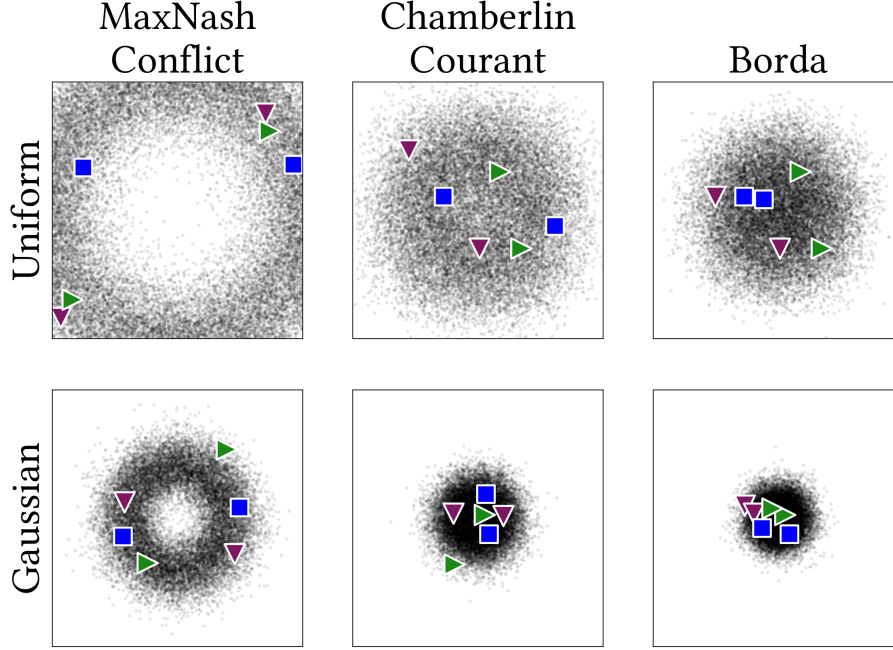 MaxNash
Conflict
Chamberlin
Courant
Borda
Uniform
Gaussian